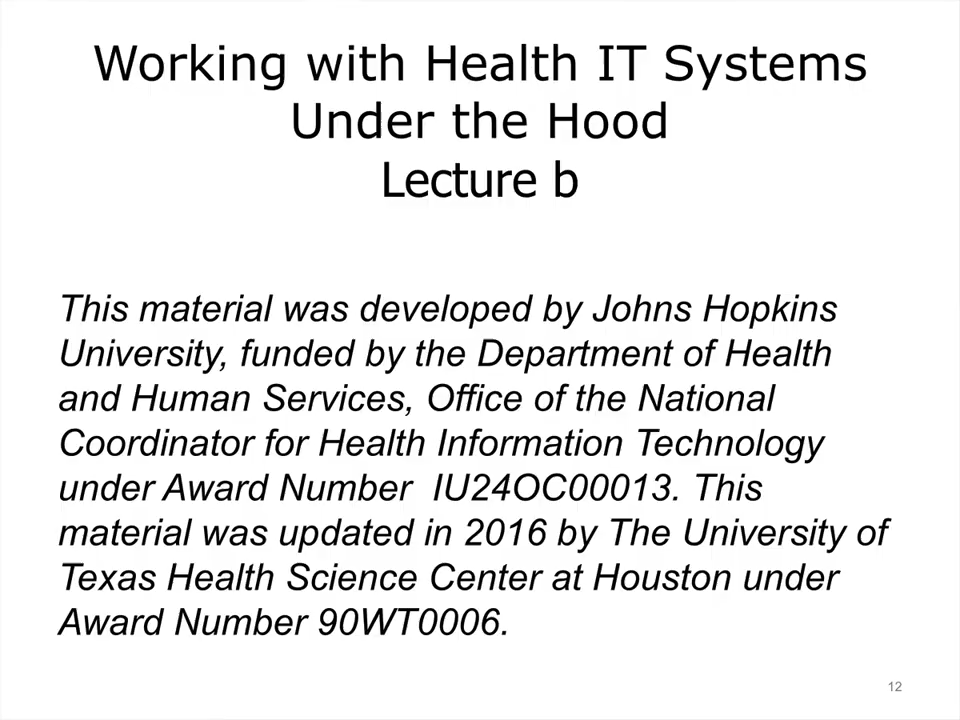 Working with Health IT Systems
Under the Hood
Lecture b
This material was developed by Johns Hopkins
University, funded by the Department of Health
and Human Services, Office of the National
Coordinator for Health Information Technology
under Award Number  IU24OC00013. This
material was updated in 2016 by The University of
Texas Health Science Center at Houston under
Award Number 90WT0006.
12